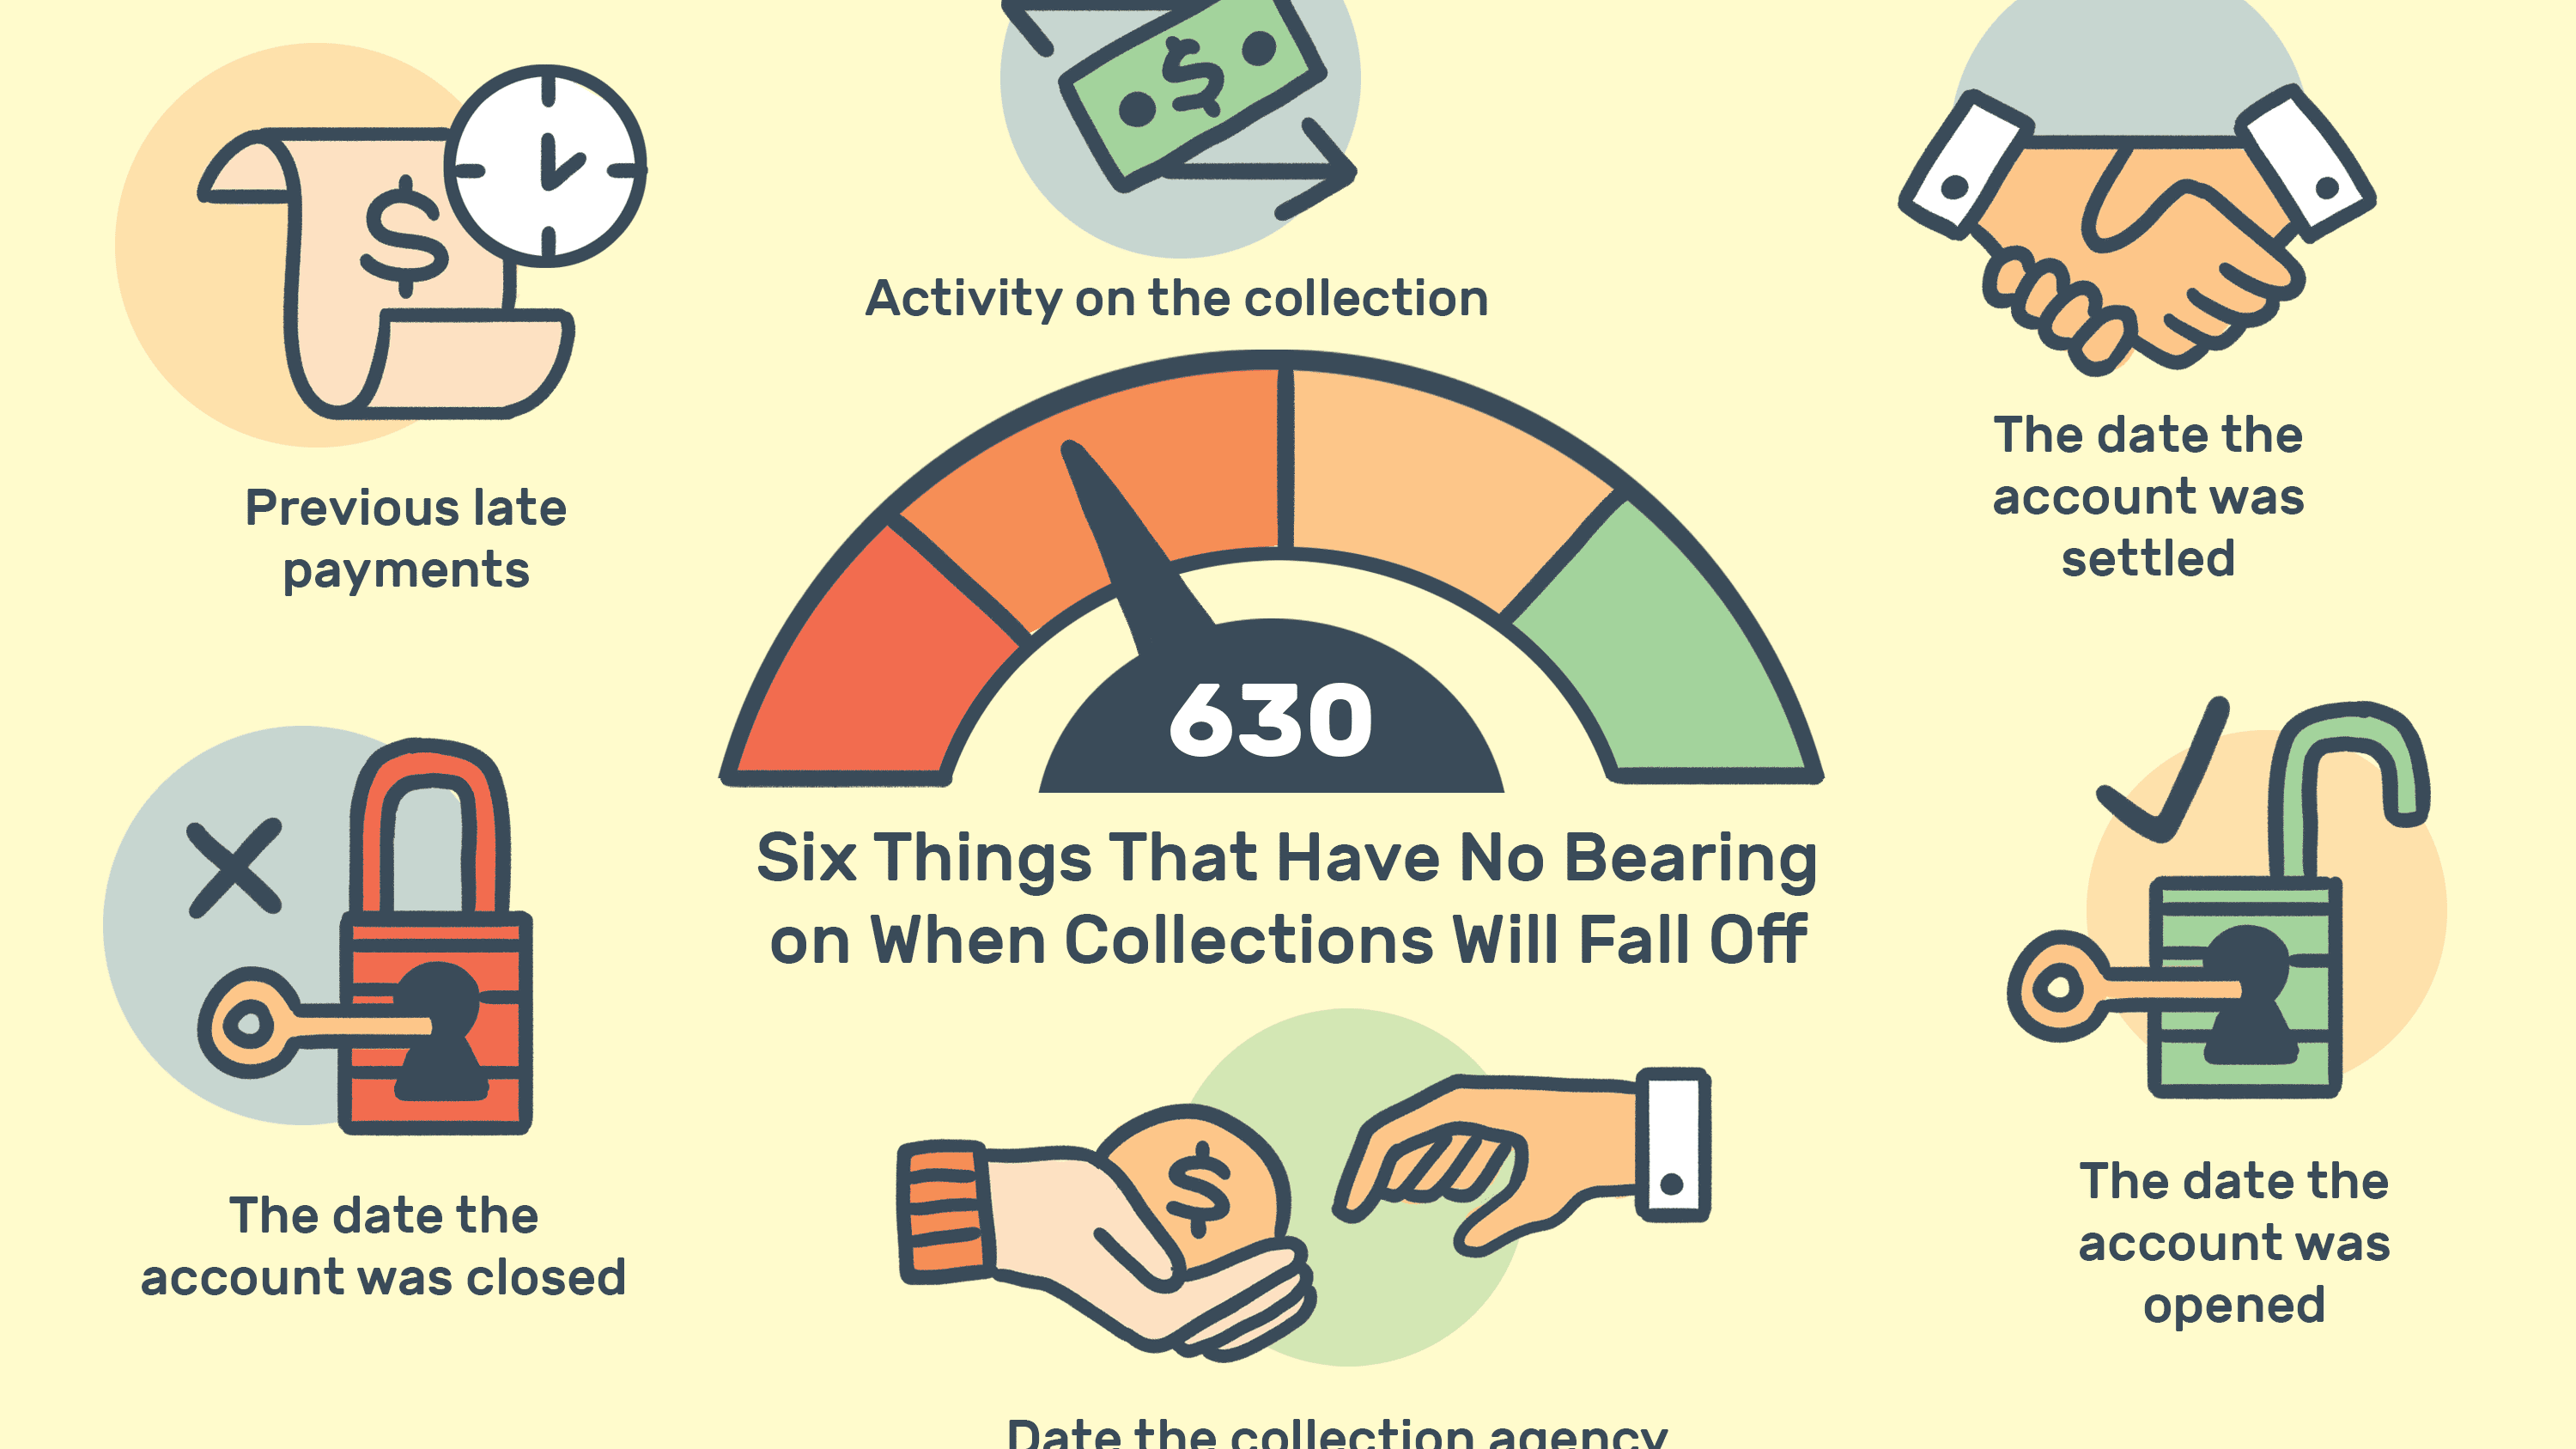 Activity on the collection
Previous late
payments
The date the
account was
settled
630
Six Things That Have No Bearing
on When Collections Will Fall Off
The date the
account was closed
The date the
account was
opened
Date the collection agency